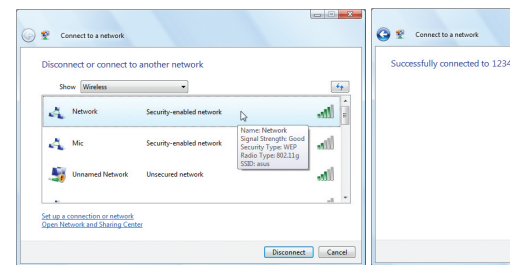 Connect to a network
Disconnect or connect to another network
Show Wireless
Network Security-enabled network
Name: Network
Signal Strength: Good
Security Type: WEP
Radio Type: 802.11g
SSID: asus
Mic Security-enabled network
Unnamed Network Unsecured network
Set up a connection or network
Open Network and Sharing Center
Disconnect Cancel
Connect to a network
Successfully connected to 1234